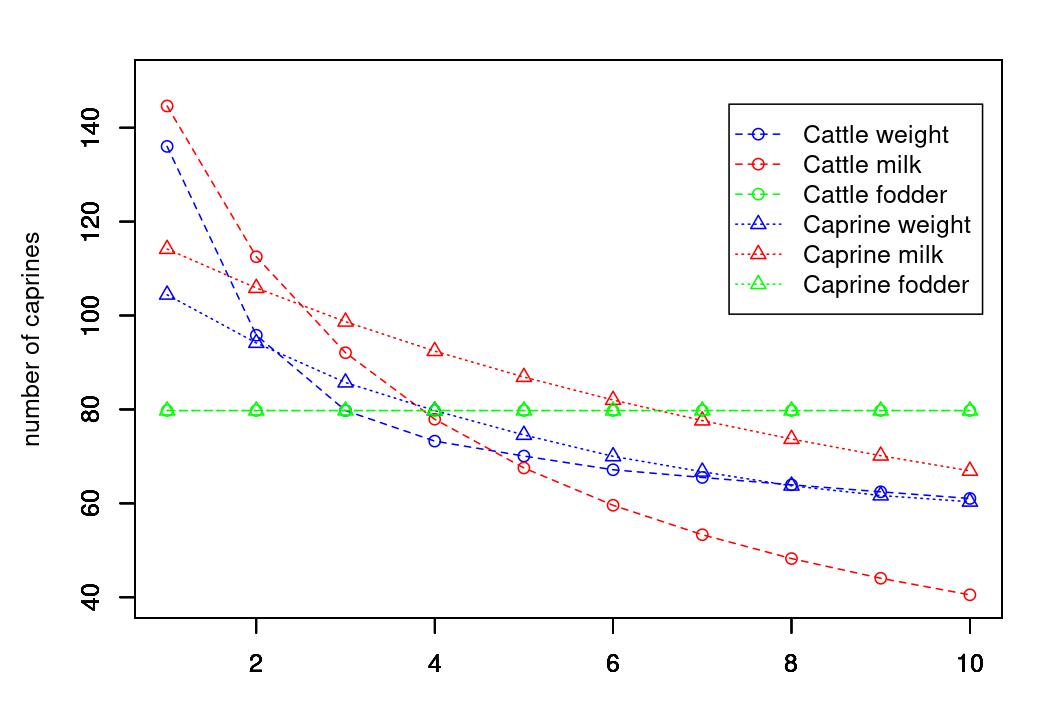 140
120
100
80
60
40
number of caprines
2 4 6 8 10
Cattle weight
Cattle milk
Cattle fodder
Caprine weight
Caprine milk
Caprine fodder